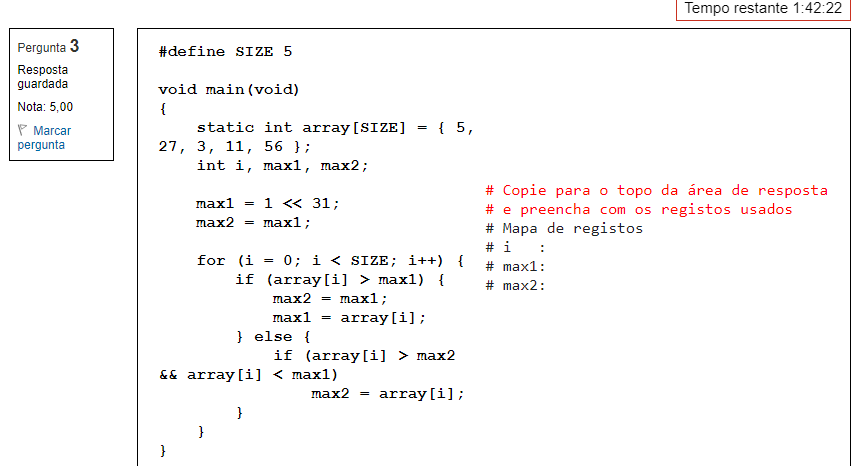 Tempo restante 1:42:22
Pergunta 3
Resposta
guardada
Nota: 5,00
Marcar
pergunta
#define SIZE 5
void main(void)
{
static int array[SIZE] = { 5,
27, 3, 11, 56 };
int i, max1, max2;
max1 = 1 << 31;
max2 = max1;
for (i = 0; i < SIZE; i++) {
if (array[i] > max1) {
max2 = max1;
max1 = array[i];
} else {
if (array[i] > max2
&& array[i] < max1)
max2 = array[i];
}
}
}
# Copie para o topo da área de resposta
# e preencha com os registos usados
# Mapa de registos
# i   :
# max1:
# max2: